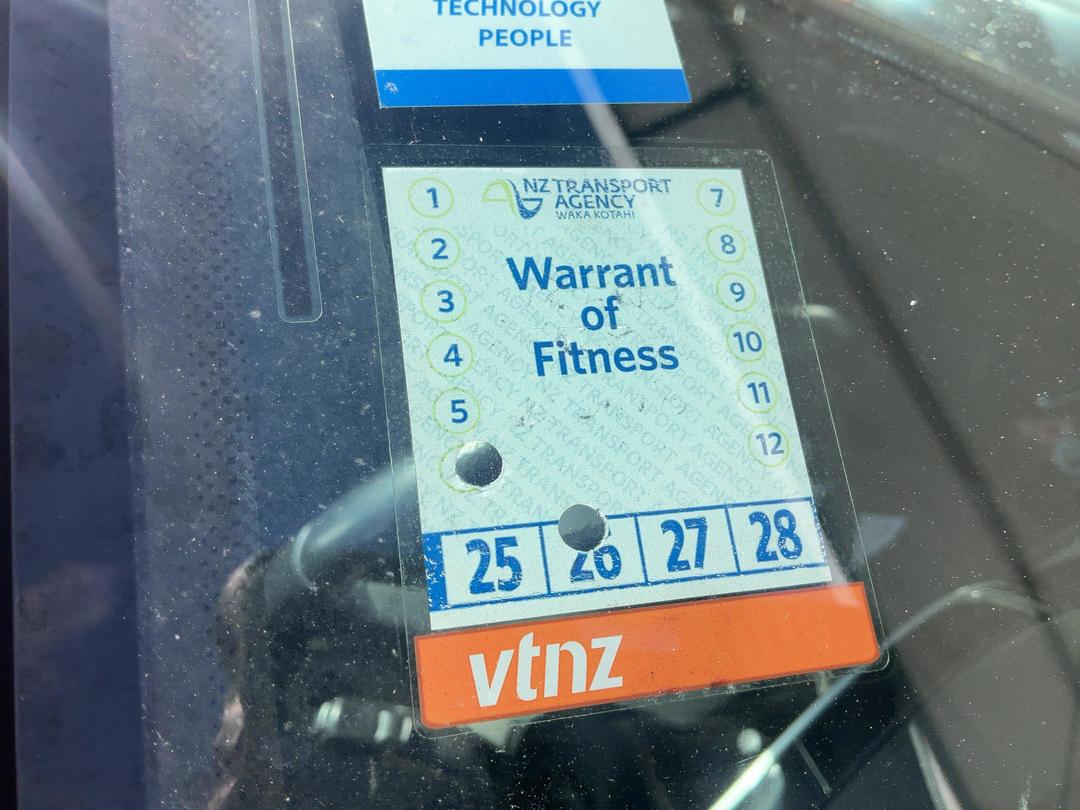 TECHNOLOGY
PEOPLE
NZ TRANSPORT
AGENCY
WAKA KOTAHI
Warrant
of
Fitness
1
2
3
4
5
7
8
9
10
11
12
25 26 27 28
vtnz